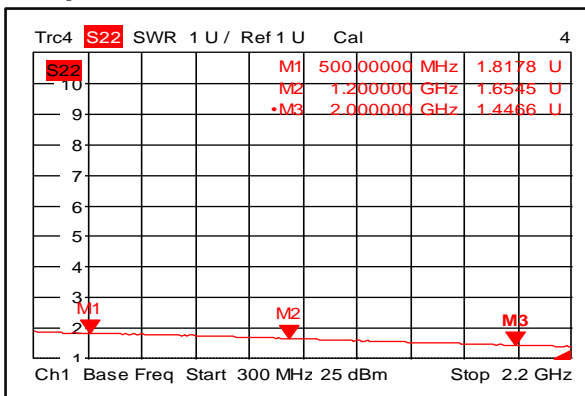 Trc4 S22 SWR 1 U / Ref 1 U Cal 4
S22
M1 500.00000 MHz 1.8178 U
M2 1.200000 GHz 1.6545 U
•M3 2.000000 GHz 1.4466 U
10
9
8
7
6
5
4
3
M1
M2
M3
2
1
Ch1 Base Freq Start 300 MHz 25 dBm Stop 2.2 GHz